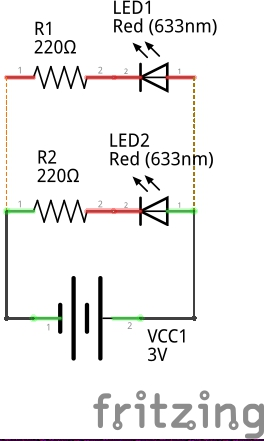 LED1
Red (633nm)
R1
220Ω
1
2
2
1
LED2
Red (633nm)
R2
220Ω
1
2
2
1
1
2
VCC1
3V
fritzing